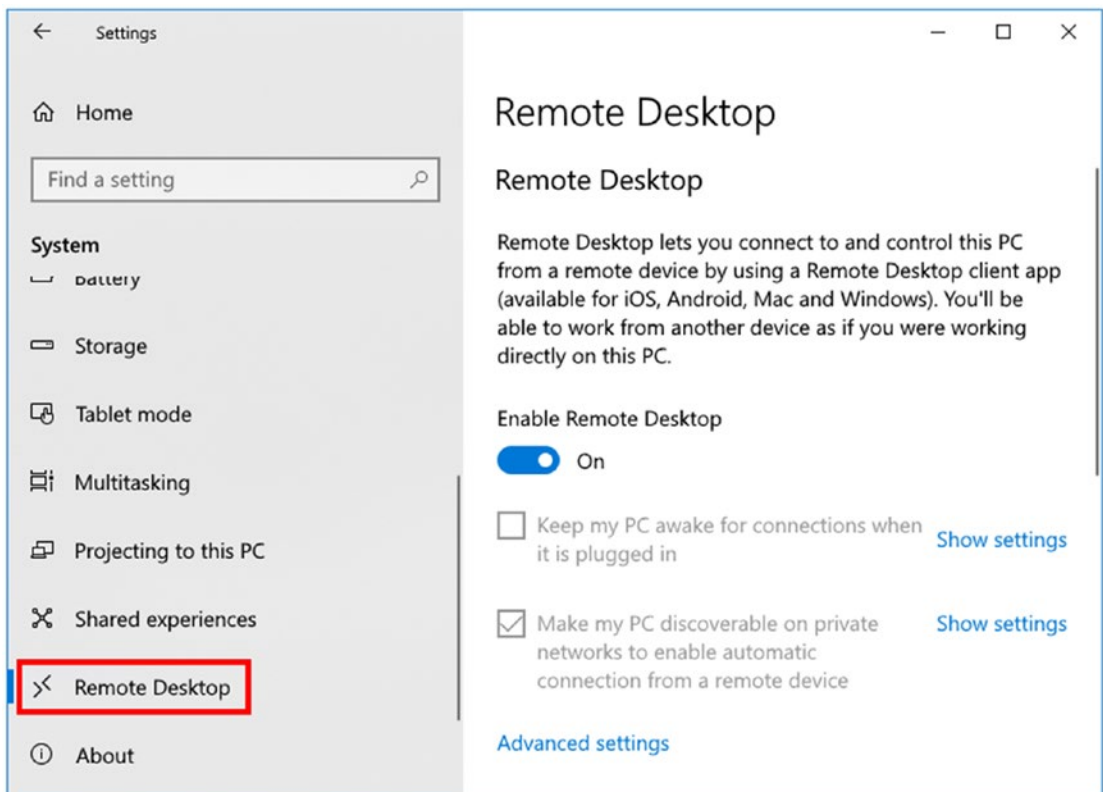 Settings
Home
Find a setting
System
Battery
Storage
Tablet mode
Multitasking
Projecting to this PC
Shared experiences
Remote Desktop
About
Remote Desktop
Remote Desktop
Remote Desktop lets you connect to and control this PC
from a remote device by using a Remote Desktop client app
(available for iOS, Android, Mac and Windows). You'll be
able to work from another device as if you were working
directly on this PC.
Enable Remote Desktop
On
Keep my PC awake for connections when
it is plugged in
Show settings
Make my PC discoverable on private
networks to enable automatic
connection from a remote device
Show settings
Advanced settings